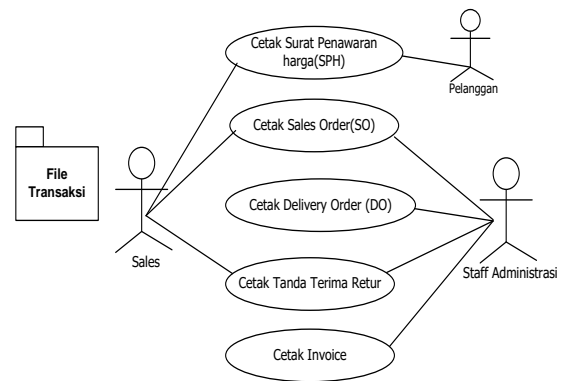 Cetak Surat Penawaran
harga(SPH)
Pelanggan
Cetak Sales Order(SO)
File
Transaksi
Cetak Delivery Order (DO)
Sales
Staff Administrasi
Cetak Tanda Terima Retur
Cetak Invoice